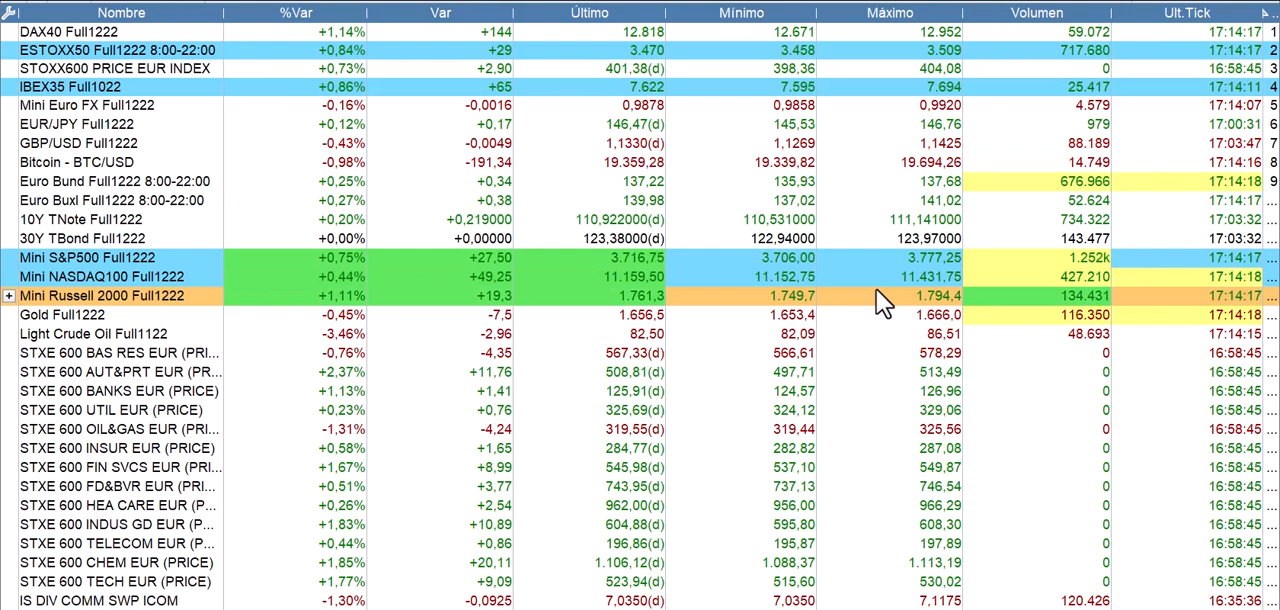 Nombre %Var Var Último Mínimo Máximo Volumen Ult.Tick
DAX40 Full1222 +1,14% +144 12.818 12.671 12.952 59.072 17:14:17 1
ESTOXX50 Full1222 8:00-22:00 +0,84% +29 3.470 3.458 3.509 717.680 17:14:17 2
STOXX600 PRICE EUR INDEX +0,73% +2,90 401,38(d) 398,36 404,08 0 16:58:45 3
IBEX35 Full1022 +0,86% +65 7.622 7.595 7.694 25.417 17:14:11 4
Mini Euro FX Full1222 -0,16% -0,0016 0,9878 0,9858 0,9920 4.579 17:14:07 5
EUR/JPY Full1222 +0,12% +0,17 146,47(d) 145,53 146,76 979 17:00:31 6
GBP/USD Full1222 -0,43% -0,0049 1,1330(d) 1,1269 1,1425 88.189 17:03:47 7
Bitcoin - BTC/USD -0,98% -191,34 19.359,28 19.339,82 19.694,26 14.749 17:14:16 8
Euro Bund Full1222 8:00-22:00 +0,25% +0,34 137,22 135,93 137,68 676.966 17:14:18 9
Euro Buxl Full1222 8:00-22:00 +0,27% +0,38 139,98 137,02 141,02 52.624 17:14:17 ...
10Y TNote Full1222 +0,20% +0,219000 110,922000(d) 110,531000 111,141000 734.322 17:03:32 ...
30Y TBond Full1222 +0,00% +0,00000 123,38000(d) 122,94000 123,97000 143.477 17:03:32 ...
Mini S&P500 Full1222 +0,75% +27,50 3.716,75 3.706,00 3.777,25 1.252k 17:14:17 ...
Mini NASDAQ100 Full1222 +0,44% +49,25 11.159,50 11.152,75 11.431,75 427.210 17:14:18 ...
Mini Russell 2000 Full1222 +1,11% +19,3 1.761,3 1.749,7 1.794,4 134.431 17:14:17 ...
Gold Full1222 -0,45% -7,5 1.656,5 1.653,4 1.666,0 116.350 17:14:18 ...
Light Crude Oil Full1122 -3,46% -2,96 82,50 82,09 86,51 48.693 17:14:15 ...
STXE 600 BAS RES EUR (PRI... -0,76% -4,35 567,33(d) 566,61 578,29 0 16:58:45 ...
STXE 600 AUT&PRT EUR (PR... +2,37% +11,76 508,81(d) 497,71 513,49 0 16:58:45 ...
STXE 600 BANKS EUR (PRICE) +1,13% +1,41 125,91(d) 124,57 126,96 0 16:58:45 ...
STXE 600 UTIL EUR (PRICE) +0,23% +0,76 325,69(d) 324,12 329,06 0 16:58:45 ...
STXE 600 OIL&GAS EUR (PRI... -1,31% -4,24 319,55(d) 319,44 325,56 0 16:58:45 ...
STXE 600 INSUR EUR (PRICE) +0,58% +1,65 284,77(d) 282,82 287,08 0 16:58:45 ...
STXE 600 FIN SVCS EUR (PRI... +1,67% +8,99 545,98(d) 537,10 549,87 0 16:58:45 ...
STXE 600 FD&BVR EUR (PRI... +0,51% +3,77 743,95(d) 737,13 746,54 0 16:58:45 ...
STXE 600 HEA CARE EUR (P... +0,26% +2,54 962,00(d) 956,00 966,29 0 16:58:45 ...
STXE 600 INDUS GD EUR (P... +1,83% +10,89 604,88(d) 595,80 608,30 0 16:58:45 ...
STXE 600 TELECOM EUR (P... +0,44% +0,86 196,86(d) 195,87 197,89 0 16:58:45 ...
STXE 600 CHEM EUR (PRICE) +1,85% +20,11 1.106,12(d) 1.088,37 1.113,19 0 16:58:45 ...
STXE 600 TECH EUR (PRICE) +1,77% +9,09 523,94(d) 515,60 530,02 0 16:58:45 ...
IS DIV COMM SWP ICOM -1,30% -0,0925 7,0350(d) 7,0350 7,1175 120.426 16:35:36 ...